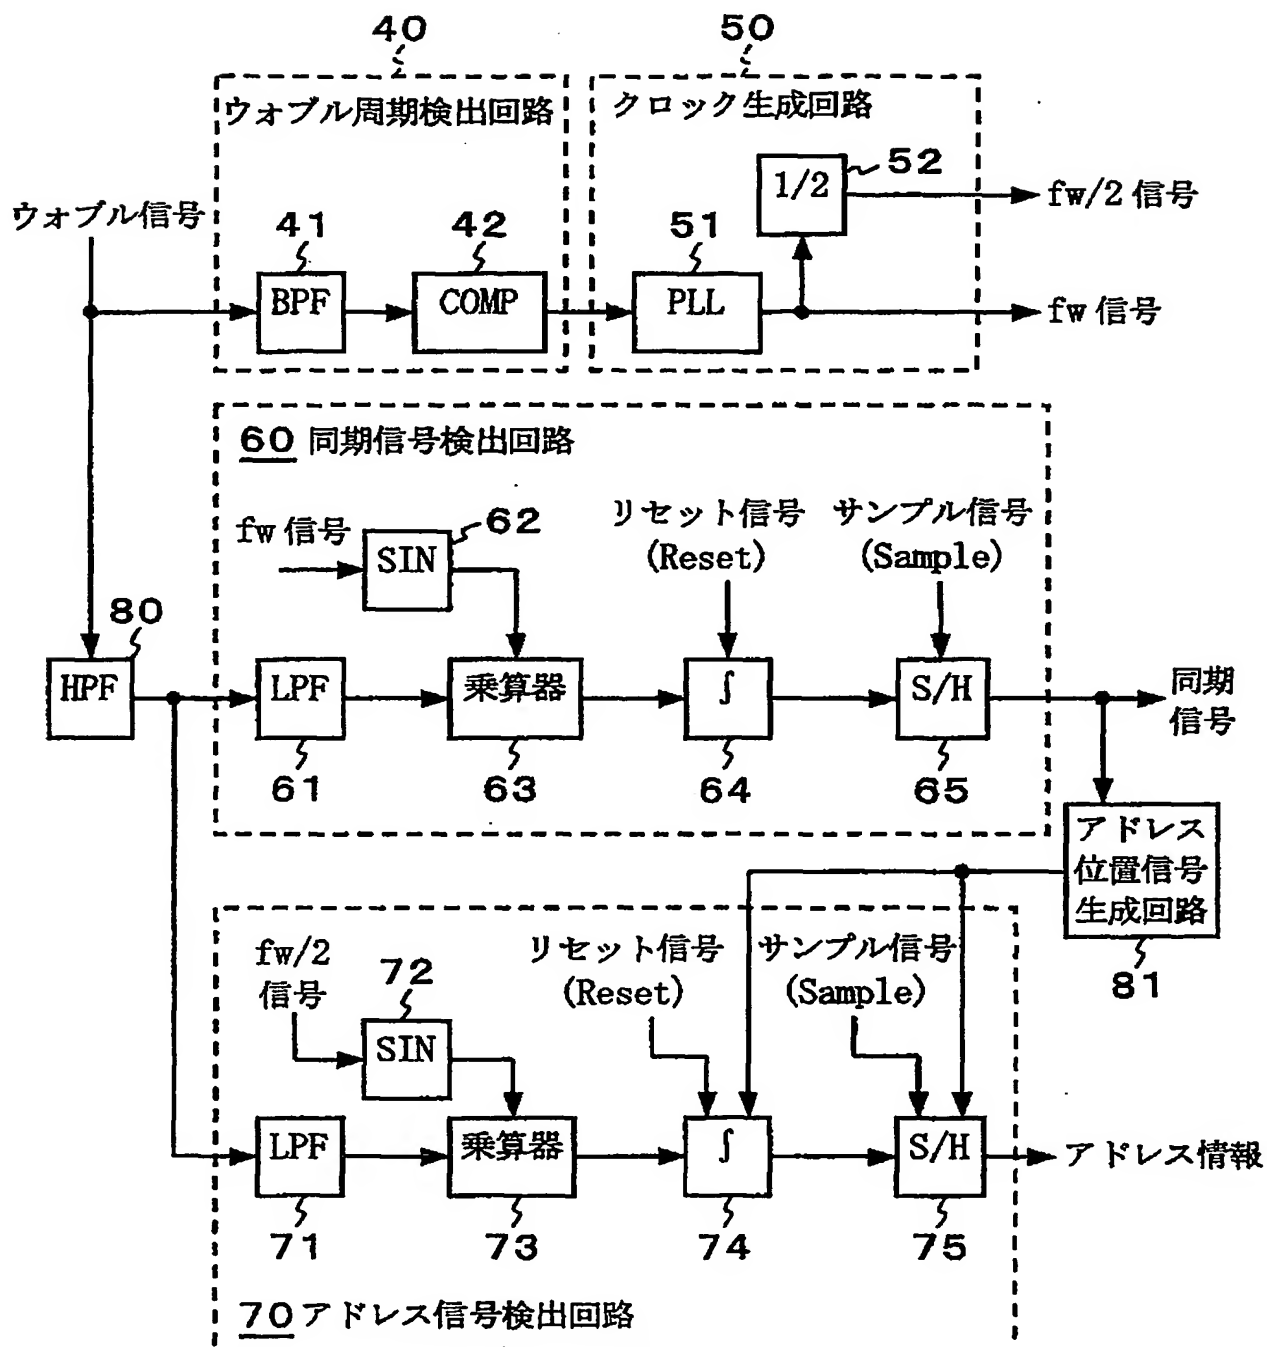 40
50
ウォブル周期検出回路
クロック生成回路
1/2
52
fw/2 信号
ウォブル信号
41
42
51
BPF
COMP
PLL
fw 信号
60 同期信号検出回路
fw 信号
SIN
62
リセット信号
(Reset)
サンプル信号
(Sample)
80
HPF
LPF
乗算器
∫
S/H
同期
信号
61
63
64
65
アドレス
位置信号
生成回路
81
fw/2
信号
72
SIN
リセット信号
(Reset)
サンプル信号
(Sample)
LPF
乗算器
∫
S/H
アドレス情報
71
73
74
75
70 アドレス信号検出回路